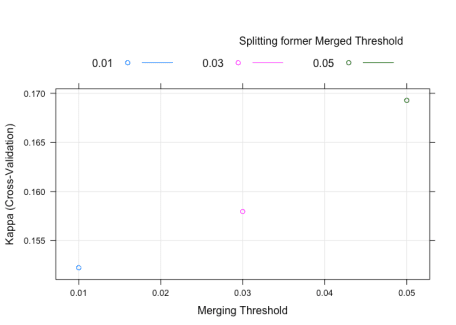 Splitting former Merged Threshold
0.01 0.03 0.05
0.170
0.165
0.160
0.155
Kappa (Cross-Validation)
0.01 0.02 0.03 0.04 0.05
Merging Threshold